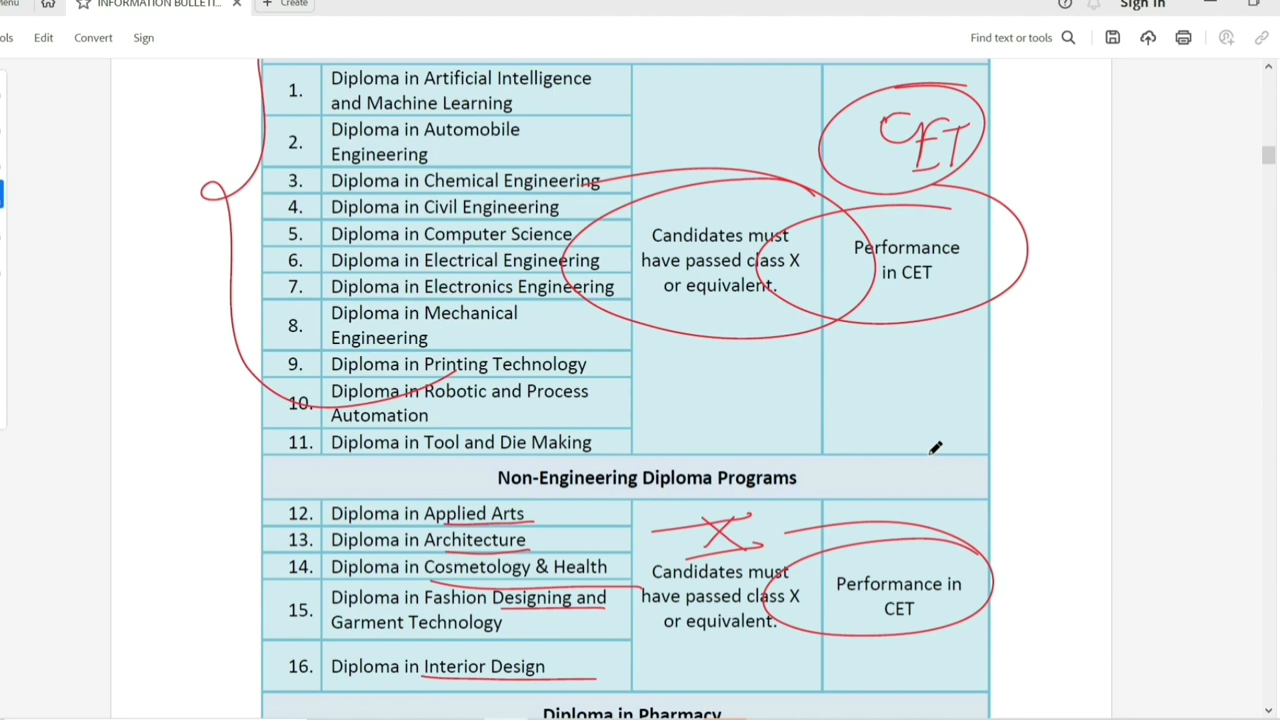 Menu
INFORMATION BULLETI...
Create
Sign in
ols
Edit
Convert
Sign
Find text or tools
1.
Diploma in Artificial Intelligence
and Machine Learning
2.
Diploma in Automobile
Engineering
3.
Diploma in Chemical Engineering
4.
Diploma in Civil Engineering
5.
Diploma in Computer Science
6.
Diploma in Electrical Engineering
7.
Diploma in Electronics Engineering
8.
Diploma in Mechanical
Engineering
9.
Diploma in Printing Technology
10.
Diploma in Robotic and Process
Automation
11.
Diploma in Tool and Die Making
Candidates must
have passed class X
or equivalent.
CET
Performance
in CET
Non-Engineering Diploma Programs
12.
Diploma in Applied Arts
13.
Diploma in Architecture
14.
Diploma in Cosmetology & Health
15.
Diploma in Fashion Designing and
Garment Technology
16.
Diploma in Interior Design
X
Candidates must
have passed class X
or equivalent.
Performance in
CET
Diploma in Pharmacy